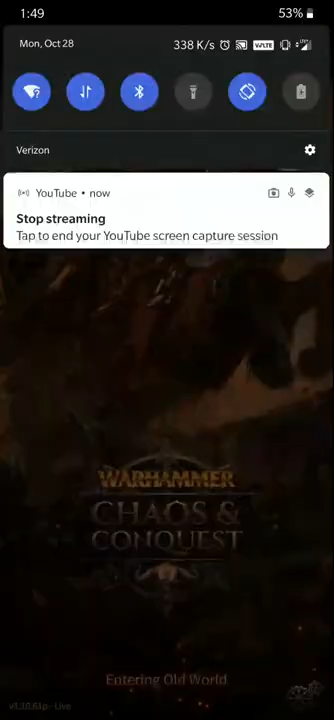 1:49
53%
Mon, Oct 28
338 K/s
VoLTE
Verizon
YouTube • now
Stop streaming
Tap to end your YouTube screen capture session
WARHAMMER
CHAOS &
CONQUEST
Entering Old World
v1.10.61p--Live